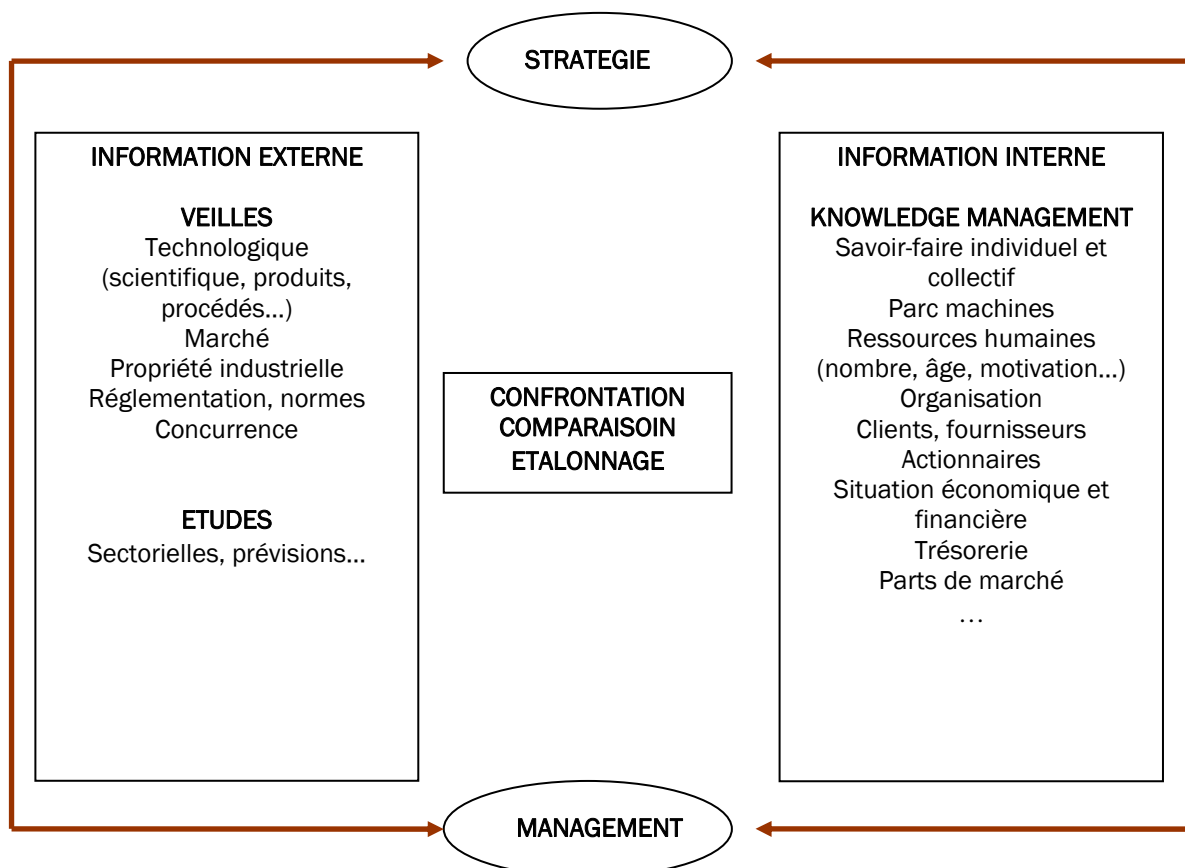 STRATEGIE
INFORMATION EXTERNE
VEILLES
Technologique
(scientifique, produits,
procédés...)
Marché
Propriété industrielle
Réglementation, normes
Concurrence
ETUDES
Sectorielles, prévisions...
CONFRONTATION
COMPARAISOIN
ETALONNAGE
INFORMATION INTERNE
KNOWLEDGE MANAGEMENT
Savoir-faire individuel et
collectif
Parc machines
Ressources humaines
(nombre, âge, motivation...)
Organisation
Clients, fournisseurs
Actionnaires
Situation économique et
financière
Trésorerie
Parts de marché
...
MANAGEMENT